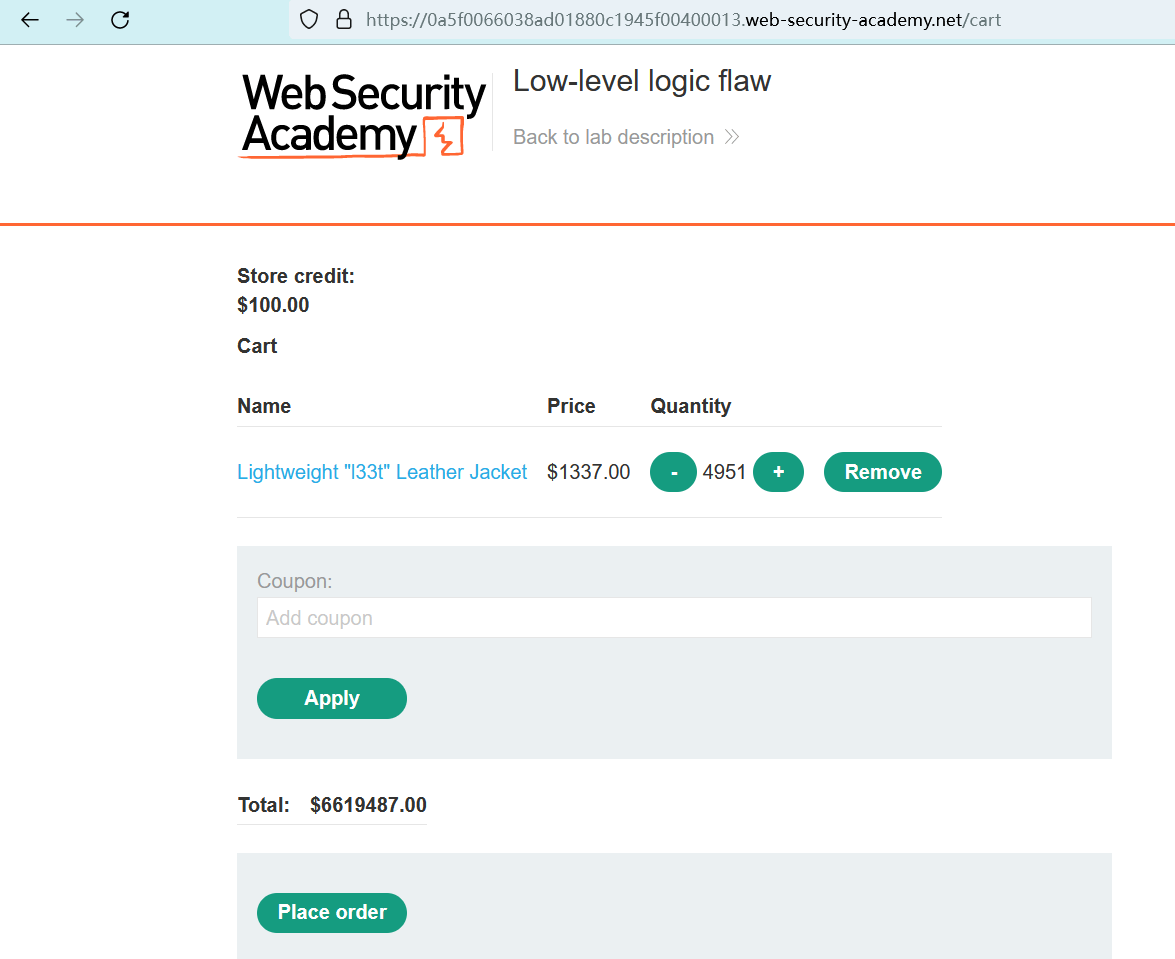 https://0a5f0066038ad01880c1945f00400013.web-security-academy.net/cart
Web Security
Academy
Low-level logic flaw
Back to lab description
Store credit:
$100.00
Cart
Name Price Quantity
Lightweight "l33t" Leather Jacket $1337.00 - 4951 + Remove
Coupon:
Add coupon
Apply
Total: $6619487.00
Place order